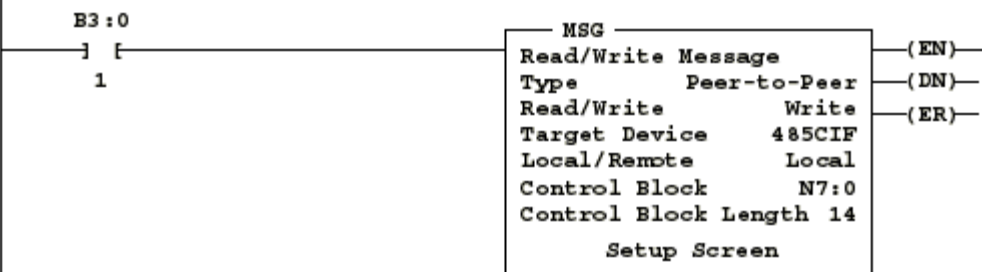 B3:0
] [
1
MSG
Read/Write Message
Type Peer-to-Peer
Read/Write Write
Target Device 485CIF
Local/Remote Local
Control Block N7:0
Control Block Length 14
Setup Screen
(EN)
(DN)
(ER)